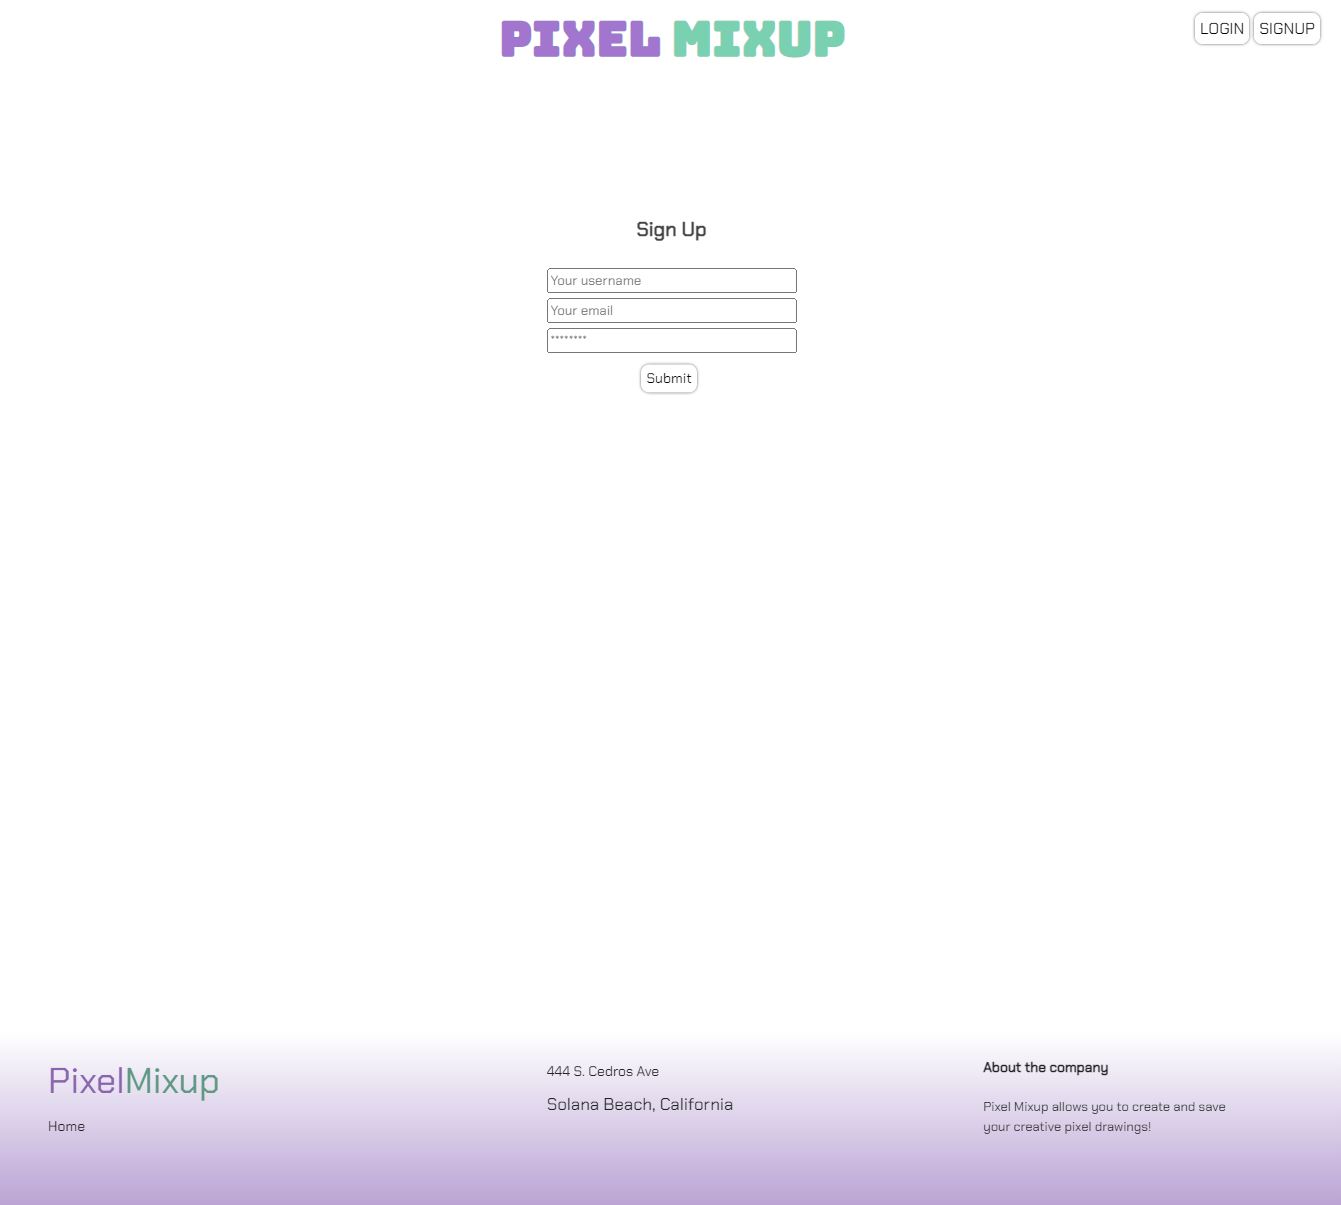 PIXEL MIXUP
LOGIN SIGNUP
Sign Up
Your username
Your email
********
Submit
PixelMixup
Home
444 S. Cedros Ave
Solana Beach, California
About the company
Pixel Mixup allows you to create and save
your creative pixel drawings!